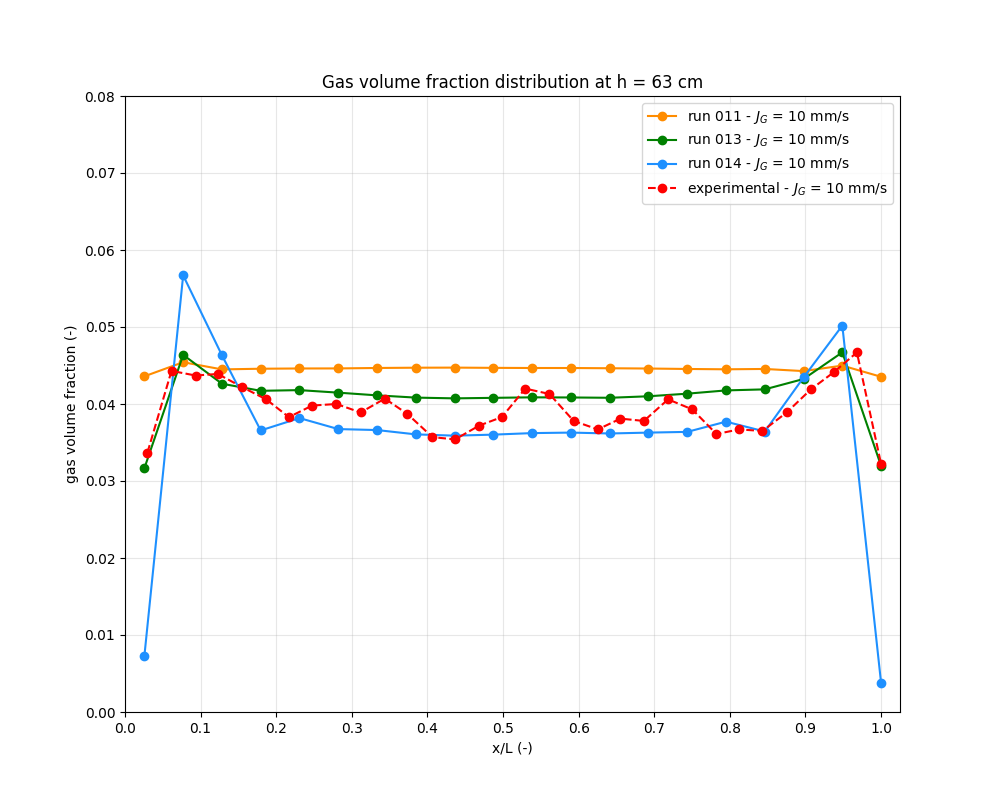 Gas volume fraction distribution at h = 63 cm
run 011 - J_G = 10 mm/s
run 013 - J_G = 10 mm/s
run 014 - J_G = 10 mm/s
experimental - J_G = 10 mm/s
gas volume fraction (-)
0.08
0.07
0.06
0.05
0.04
0.03
0.02
0.01
0.00
0.0 0.1 0.2 0.3 0.4 0.5 0.6 0.7 0.8 0.9 1.0
x/L (-)